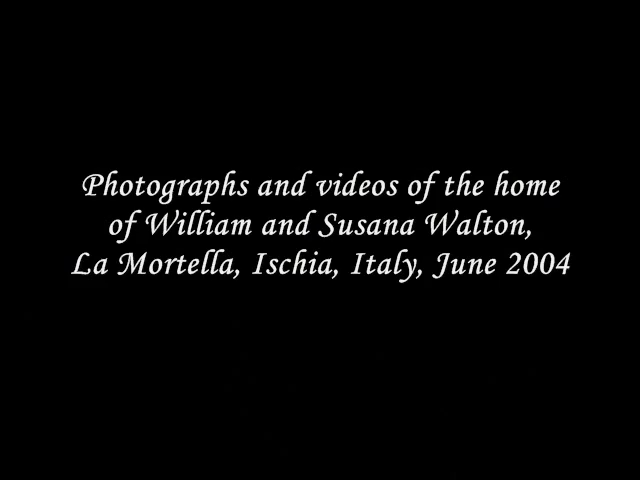 Photographs and videos of the home
of William and Susana Walton,
La Mortella, Ischia, Italy, June 2004